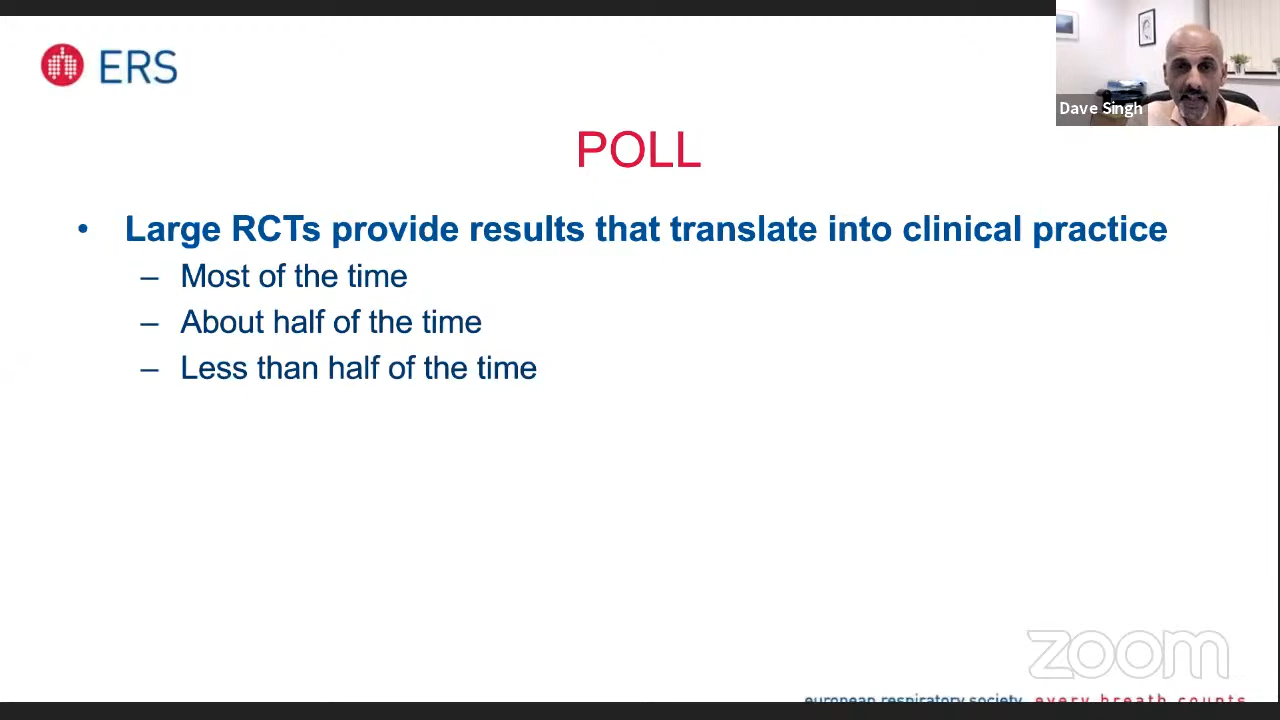 ERS
Dave Singh
POLL
• Large RCTs provide results that translate into clinical practice
– Most of the time
– About half of the time
– Less than half of the time
zoom
european respiratory society every breath counts